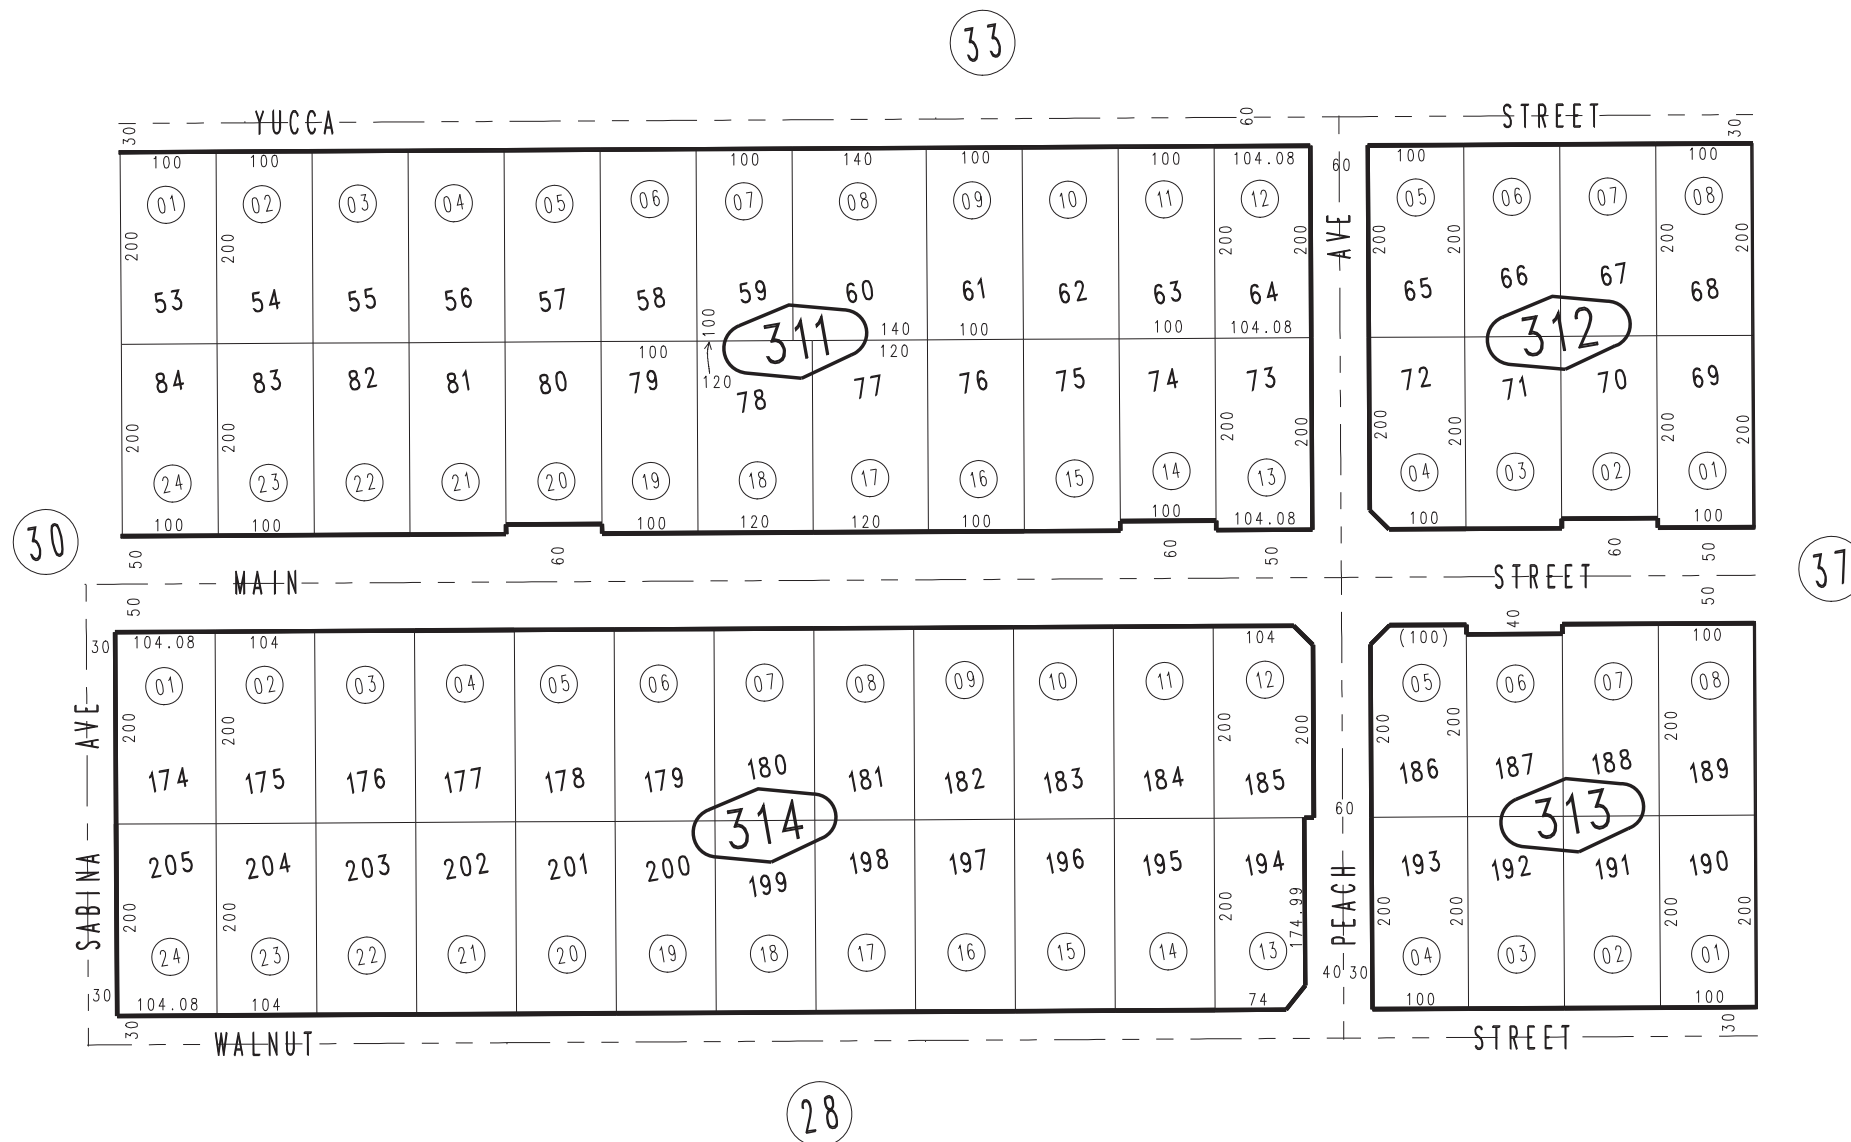 33
YUCCA STREET
30 60 30
100 100 100 140 100 100 104.08 60 100 100
01 02 03 04 05 06 07 08 09 10 11 12 05 06 07 08
200 200 200 200 AVE 200 200 200 200
53 54 55 56 57 58 59 60 61 62 63 64 65 66 67 68
100 311 140 100 100 104.08 312
100 120 120
84 83 82 81 80 79 78 77 76 75 74 73 72 71 70 69
200 200 200 200 200 200 200 200
24 23 22 21 20 19 18 17 16 15 14 13 04 03 02 01
100 100 100 120 120 100 100 104.08 100 100
30 50 60 60 50 60 50 37
MAIN STREET
50 40 50
30 104.08 104 104 (100) 100
01 02 03 04 05 06 07 08 09 10 11 12 05 06 07 08
AVE 200 200 200 200 200 200 200
174 175 176 177 178 179 180 181 182 183 184 185 186 187 188 189
314 60 313
205 204 203 202 201 200 199 198 197 196 195 194 193 192 191 190
SABINA 200 200 200 174.99 PEACH 200 200 200 200
24 23 22 21 20 19 18 17 16 15 14 13 04 03 02 01
30 104.08 104 74 40 30 100 100
30 30
WALNUT STREET
28